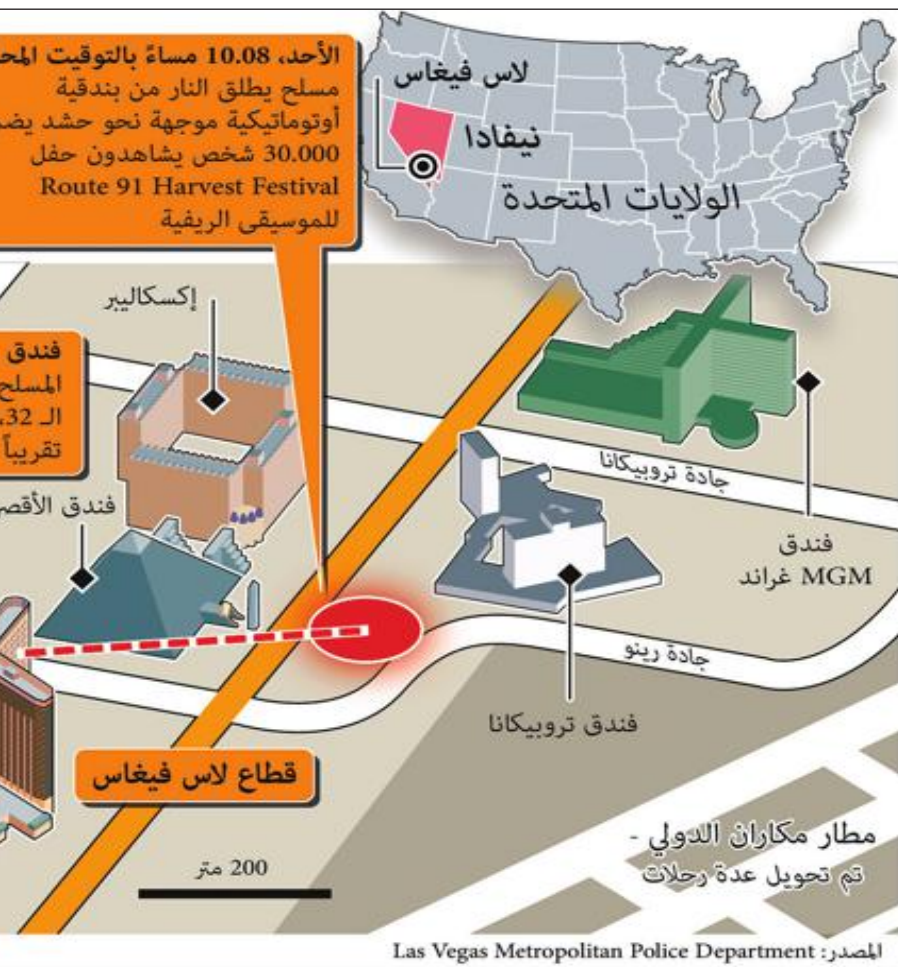 الأحد، 10.08 مساءً بالتوقيت
مسلح يطلق النار من بندقية
أوتوماتيكية موجهة نحو حشد
30.000 شخص يشاهدون حفل
Route 91 Harvest Festival
للموسيقى الريفية
لاس فيغاس
نيفادا
الولايات المتحدة
إكسكاليبر
فندق
المسلح
الـ 32،
تقريباً
فندق
جادة تروبيكانا
فندق
MGM غراند
جادة رينو
فندق تروبيكانا
قطاع لاس فيغاس
200 متر
مطار مكاران الدولي -
تم تحويل عدة رحلات
المصدر: Las Vegas Metropolitan Police Department